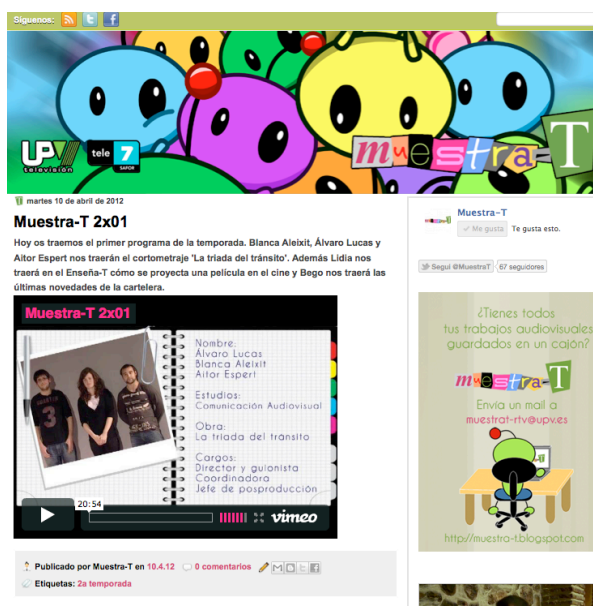 Síguenos:
UPV
televisión
tele 7
SAFOR
muestra-T
martes 10 de abril de 2012
Muestra-T 2x01
Hoy os traemos el primer programa de la temporada. Blanca Aleixit, Álvaro Lucas y
Aitor Espert nos traerán el cortometraje 'La triada del tránsito'. Además Lidia nos
traerá en el Enseña-T cómo se proyecta una película en el cine y Bego nos traerá las
últimas novedades de la cartelera.
Muestra-T 2x01
Nombre:
Álvaro Lucas
Blanca Aleixit
Aitor Espert
Estudios:
Comunicación Audiovisual
Obra:
La triada del tránsito
Cargos:
Director y guionista
Coordinadora
Jefe de posproducción
20:54
vimeo
Publicado por Muestra-T en 10.4.12 0 comentarios
Etiquetas: 2a temporada
Muestra-T
Me gusta Te gusta esto.
Seguí @MuestraT 67 seguidores
¿Tienes todos
tus trabajos audiovisuales
guardados en un cajón?
muestra-T
Envía un mail a
muestrat-rtv@upv.es
http://muestra-t.blogspot.com